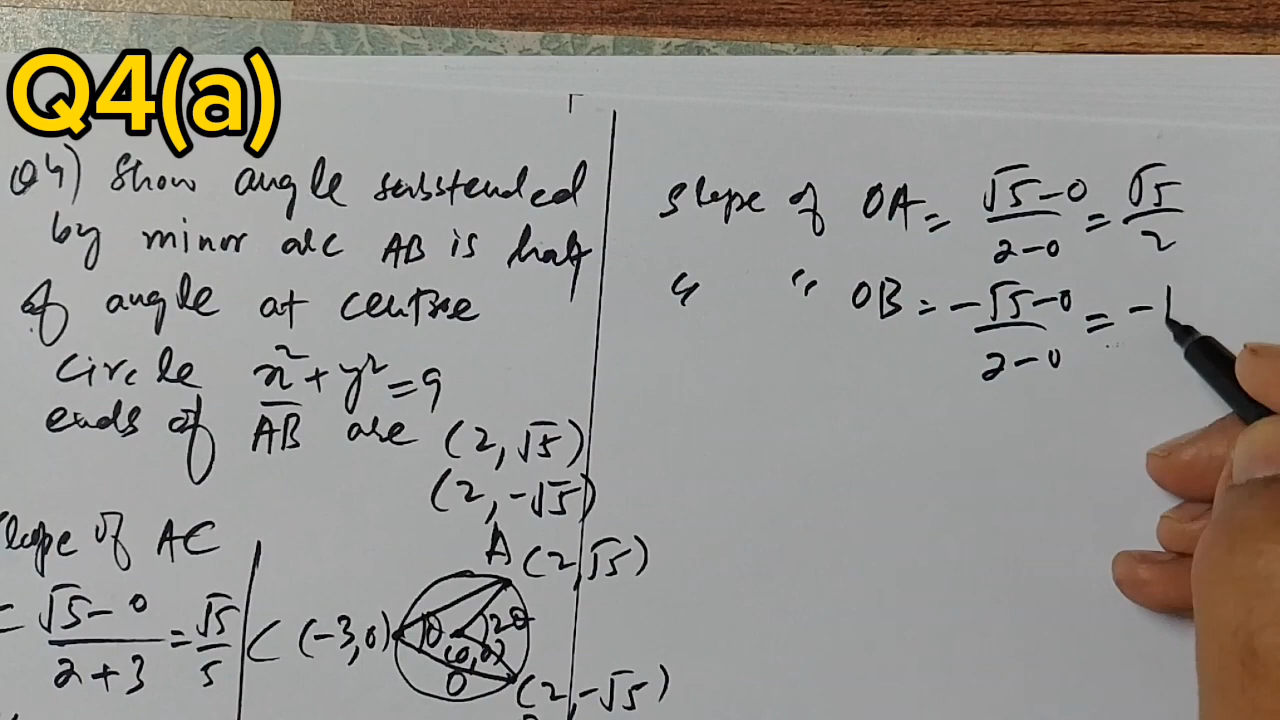 Q4(a)
Q4) Show angle substended
by minor arc AB is half
of angle at centre
Circle x²+y²=9
ends of AB are (2, √5)
(2, -√5)
Slope of AC
= √5-0/2+3 = √5/5
A (2, √5)
C (-3, 0)
θ 2θ
(0,0)
O
(2, -√5)
Slope of OA = √5-0/2-0 = √5/2
" " OB = -√5-0/2-0 = -